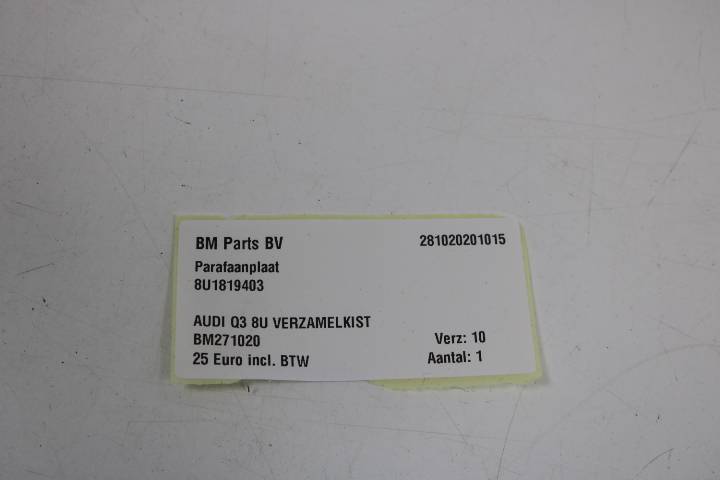 BM Parts BV 281020201015
Parafaanplaat
8U1819403
AUDI Q3 8U VERZAMELKIST
BM271020 Verz: 10
25 Euro incl. BTW Aantal: 1